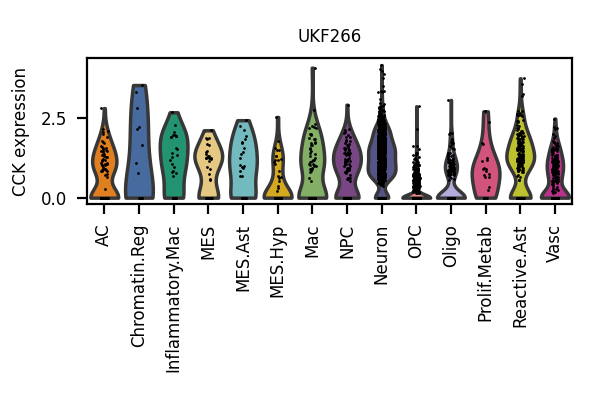 UKF266
CCK expression
2.5
0.0
AC
Chromatin.Reg
Inflammatory.Mac
MES
MES.Ast
MES.Hyp
Mac
NPC
Neuron
OPC
Oligo
Prolif.Metab
Reactive.Ast
Vasc